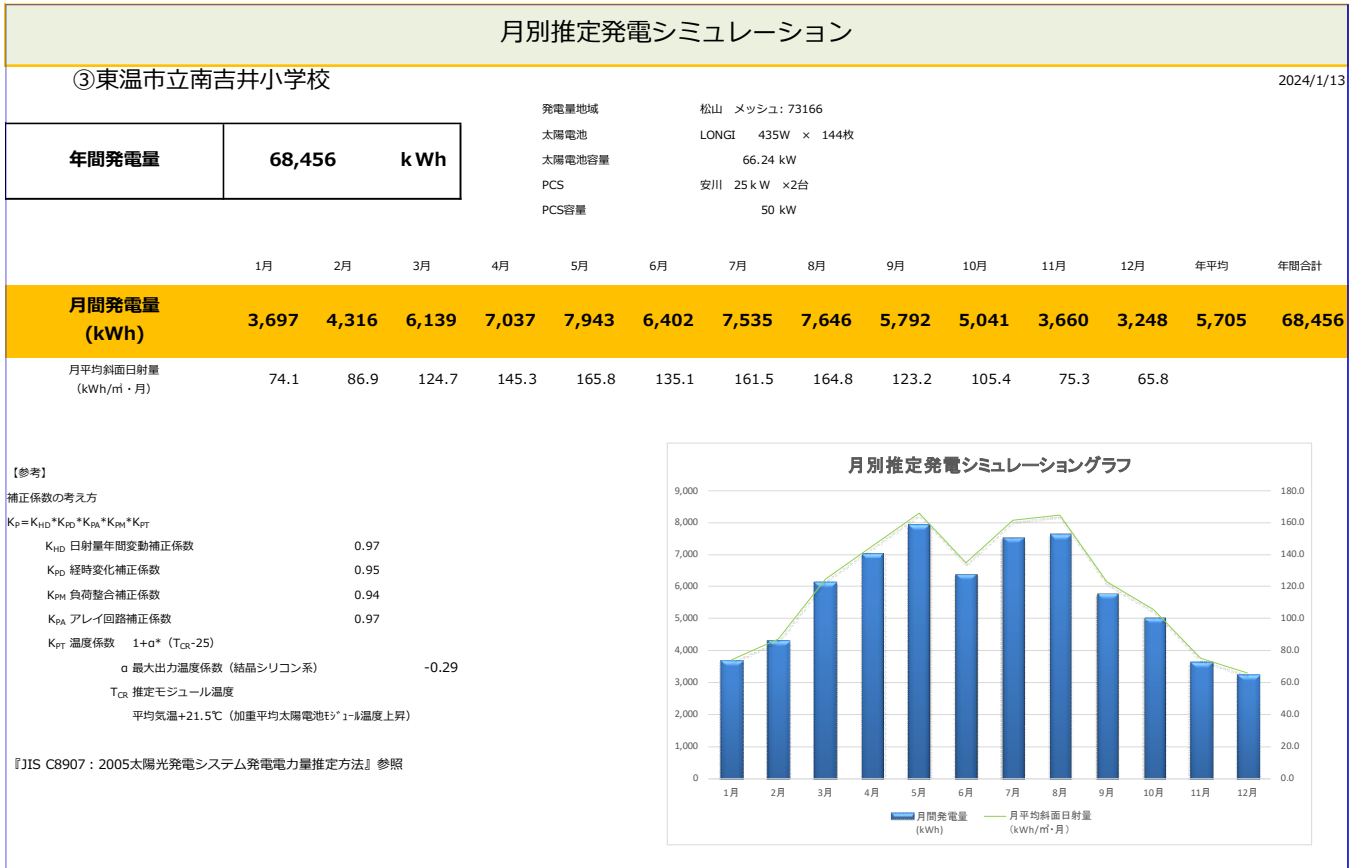 月別推定発電シミュレーション
③東温市立南吉井小学校
2024/1/13
発電量地域 松山 メッシュ: 73166
太陽電池 LONGI 435W × 144枚
年間発電量 68,456 kWh
太陽電池容量 66.24 kW
PCS 安川 25kW ×2台
PCS容量 50 kW
1月 2月 3月 4月 5月 6月 7月 8月 9月 10月 11月 12月 年平均 年間合計
月間発電量
(kWh)
3,697 4,316 6,139 7,037 7,943 6,402 7,535 7,646 5,792 5,041 3,660 3,248 5,705 68,456
月平均斜面日射量
(kWh/㎡・月)
74.1 86.9 124.7 145.3 165.8 135.1 161.5 164.8 123.2 105.4 75.3 65.8
【参考】
補正係数の考え方
KP=KHD*KPD*KPA*KPM*KPT
KHD 日射量年間変動補正係数 0.97
KPD 経時変化補正係数 0.95
KPM 負荷整合補正係数 0.94
KPA アレイ回路補正係数 0.97
KPT 温度係数 1+α*(TCR-25)
α 最大出力温度係数(結晶シリコン系) -0.29
TCR 推定モジュール温度
平均気温+21.5℃(加重平均太陽電池ﾓｼﾞｭｰﾙ温度上昇)
『JIS C8907：2005太陽光発電システム発電電力量推定方法』参照
月別推定発電シミュレーショングラフ
9,000 180.0
8,000 160.0
7,000 140.0
6,000 120.0
5,000 100.0
4,000 80.0
3,000 60.0
2,000 40.0
1,000 20.0
0 0.0
1月 2月 3月 4月 5月 6月 7月 8月 9月 10月 11月 12月
月間発電量
(kWh)
月平均斜面日射量
(kWh/㎡・月)